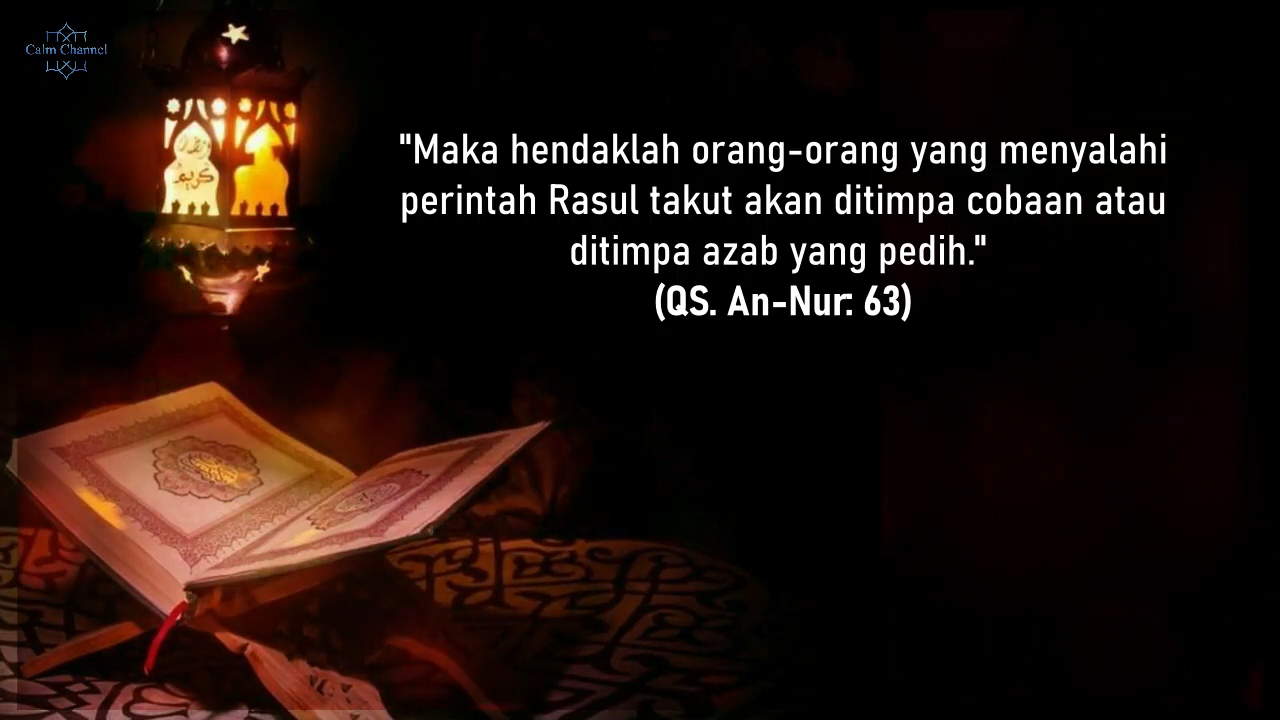 Calm Channel
"Maka hendaklah orang-orang yang menyalahi
perintah Rasul takut akan ditimpa cobaan atau
ditimpa azab yang pedih."
(QS. An-Nur: 63)
كريم